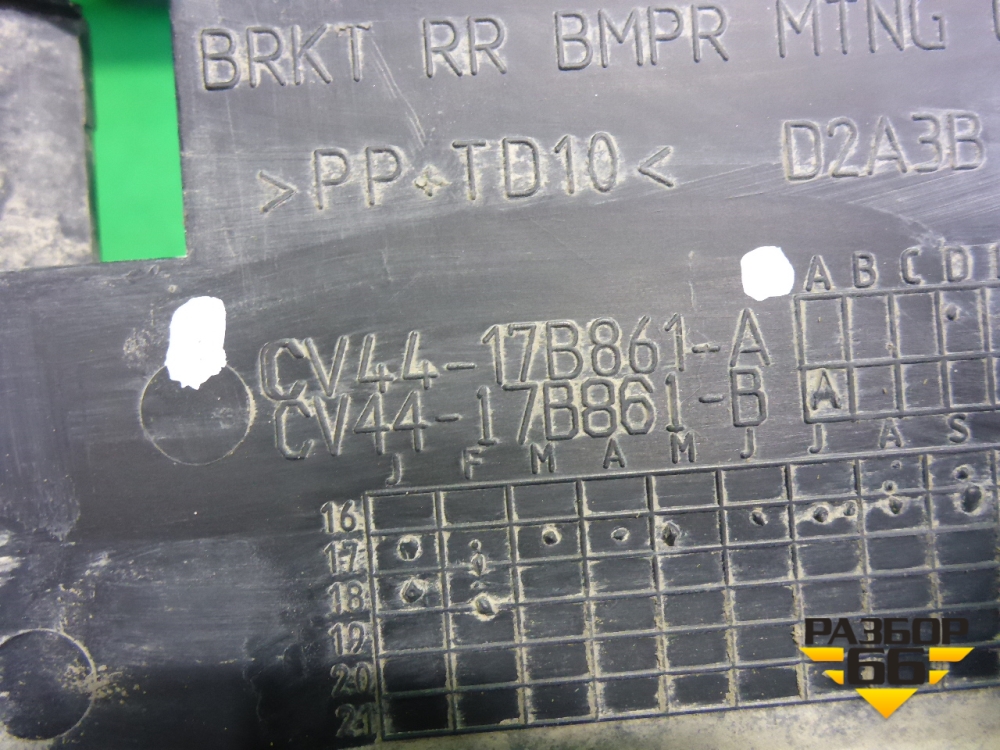 BRKT RR BMPR MTNG
>PP+TD10<
D2A3B
A B C D
CV44-17B861-A
CV44-17B861-B
A
J F M A M J J A S
16
17
18
19
20
21
РАЗБОР
66